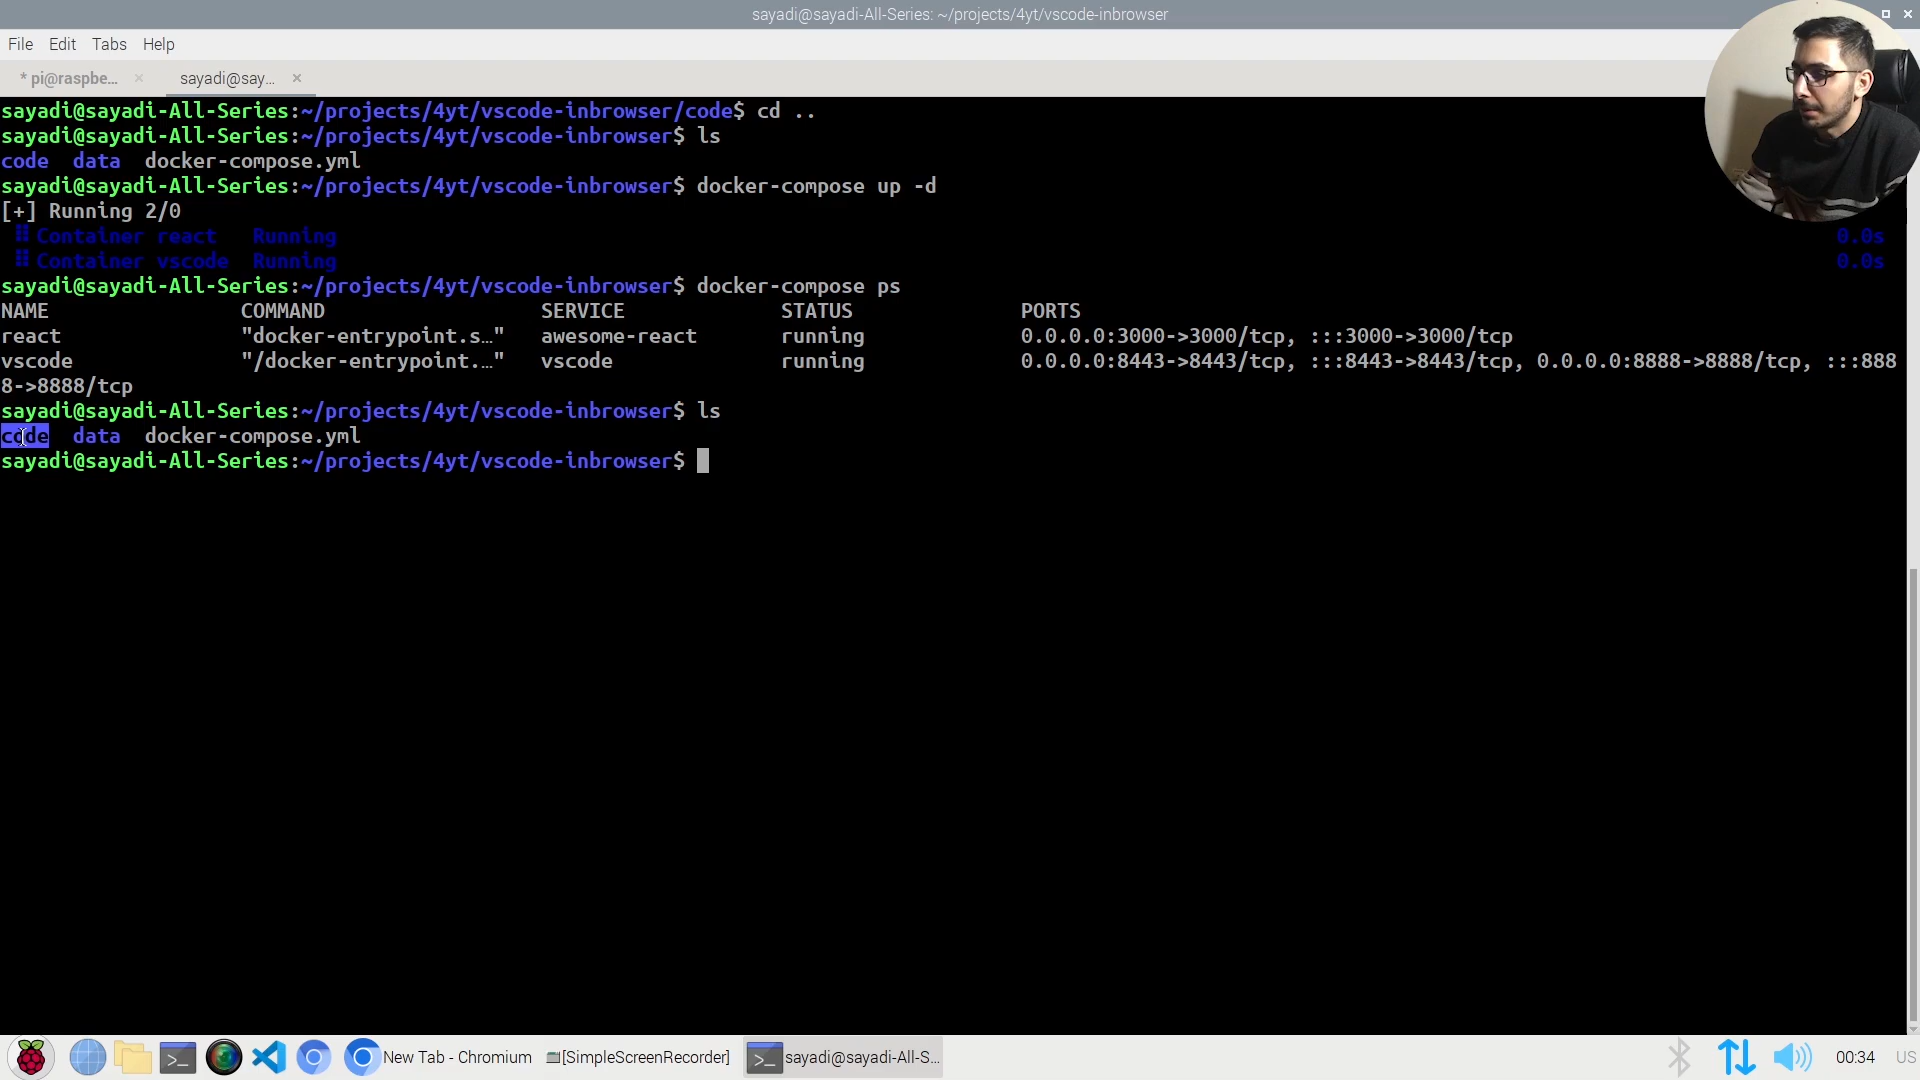 sayadi@sayadi-All-Series: ~/projects/4yt/vscode-inbrowser
File Edit Tabs Help
* pi@raspbe... × sayadi@say... ×
sayadi@sayadi-All-Series:~/projects/4yt/vscode-inbrowser/code$ cd ..
sayadi@sayadi-All-Series:~/projects/4yt/vscode-inbrowser$ ls
code data docker-compose.yml
sayadi@sayadi-All-Series:~/projects/4yt/vscode-inbrowser$ docker-compose up -d
[+] Running 2/0
⠿ Container react Running 0.0s
⠿ Container vscode Running 0.0s
sayadi@sayadi-All-Series:~/projects/4yt/vscode-inbrowser$ docker-compose ps
NAME COMMAND SERVICE STATUS PORTS
react "docker-entrypoint.s…" awesome-react running 0.0.0.0:3000->3000/tcp, :::3000->3000/tcp
vscode "/docker-entrypoint.…" vscode running 0.0.0.0:8443->8443/tcp, :::8443->8443/tcp, 0.0.0.0:8888->8888/tcp, :::888
8->8888/tcp
sayadi@sayadi-All-Series:~/projects/4yt/vscode-inbrowser$ ls
code data docker-compose.yml
sayadi@sayadi-All-Series:~/projects/4yt/vscode-inbrowser$
New Tab - Chromium [SimpleScreenRecorder] sayadi@sayadi-All-S... 00:34 US